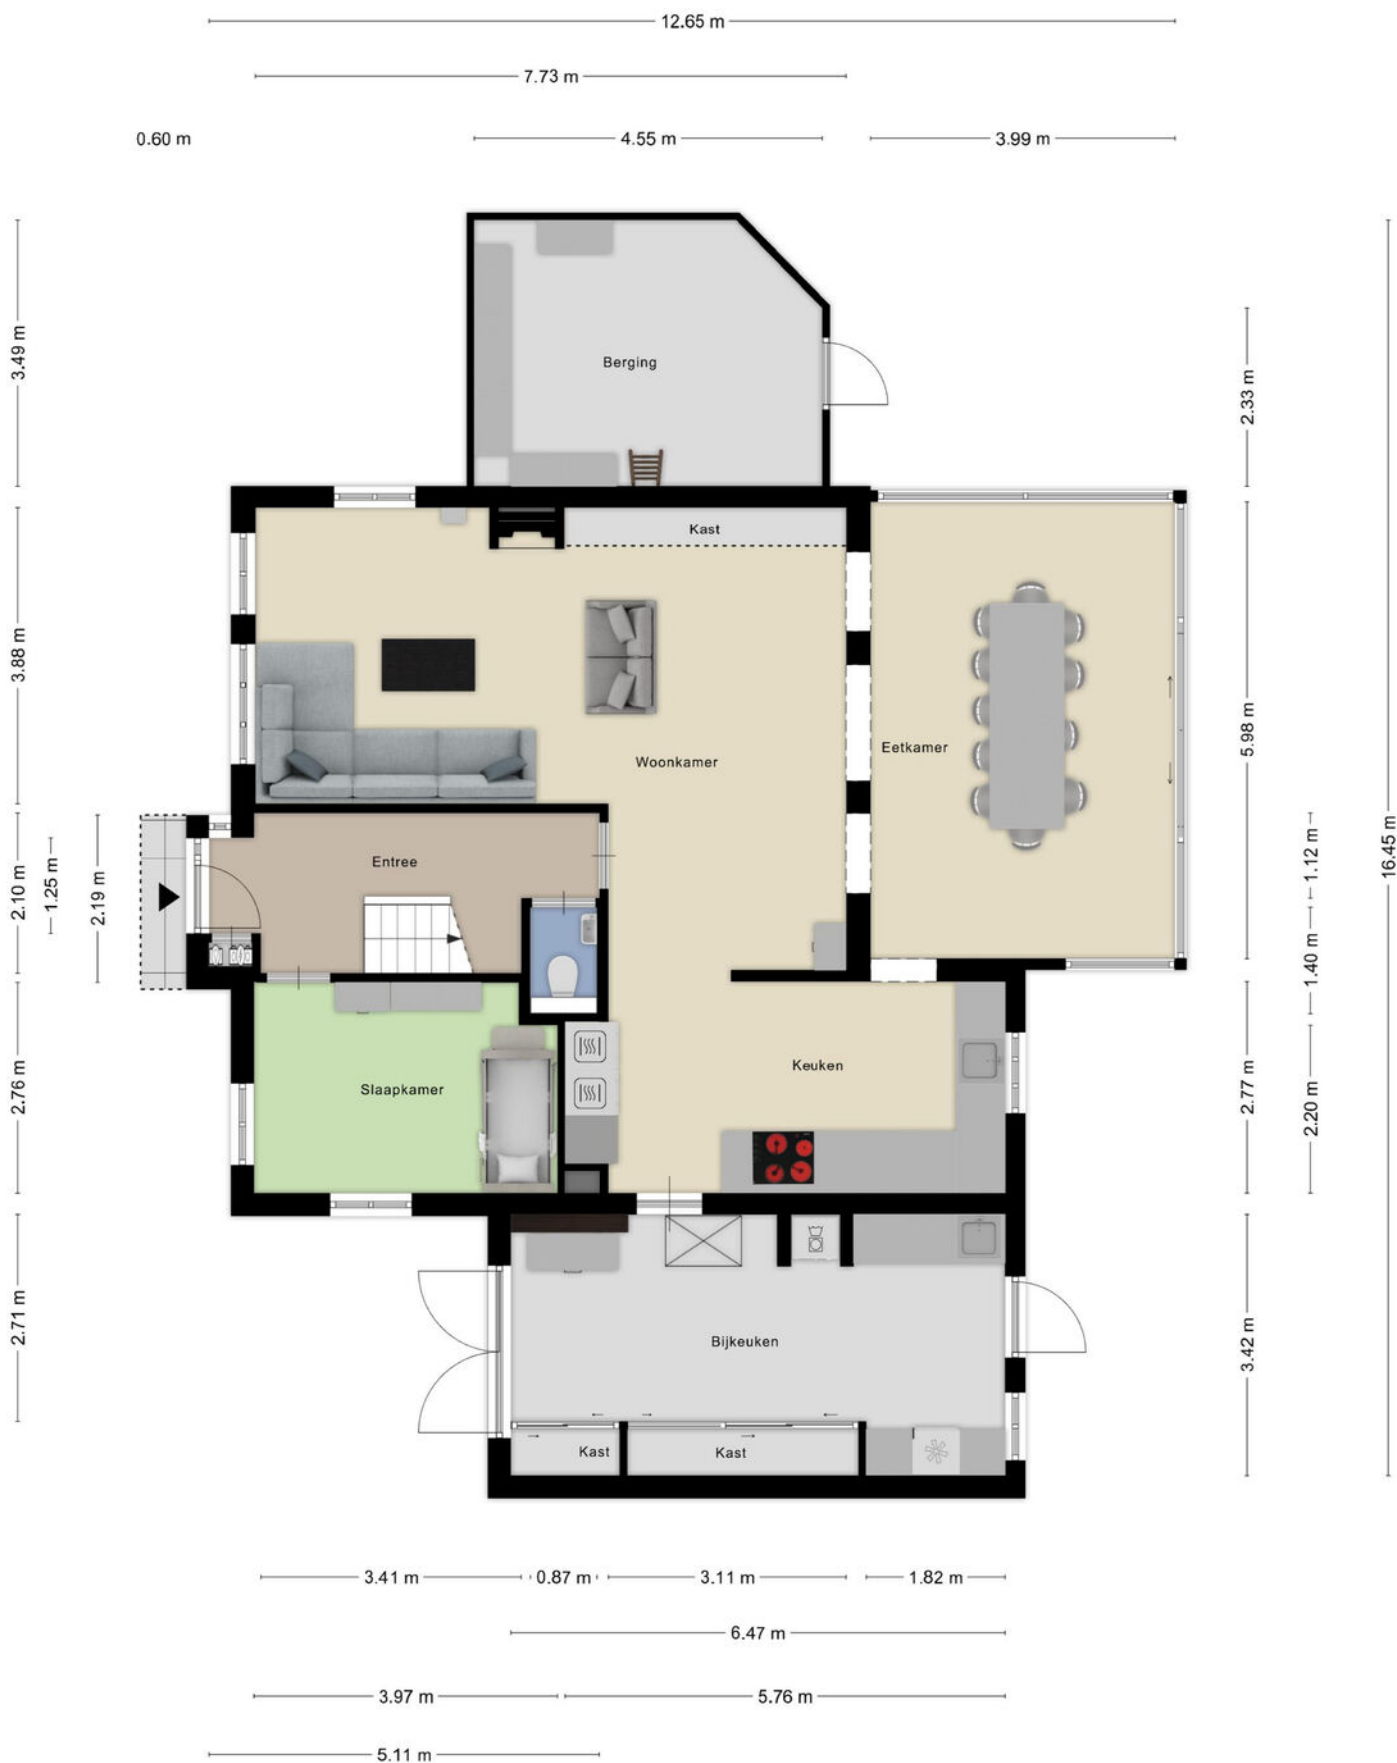 12.65 m
7.73 m
0.60 m
4.55 m
3.99 m
3.49 m
Berging
2.33 m
Kast
3.88 m
Woonkamer
Eetkamer
5.98 m
16.45 m
2.10 m
1.25 m
2.19 m
Entree
1.12 m
1.40 m
2.76 m
Slaapkamer
Keuken
2.77 m
2.20 m
2.71 m
Bijkeuken
3.42 m
Kast
Kast
3.41 m
0.87 m
3.11 m
1.82 m
6.47 m
3.97 m
5.76 m
5.11 m